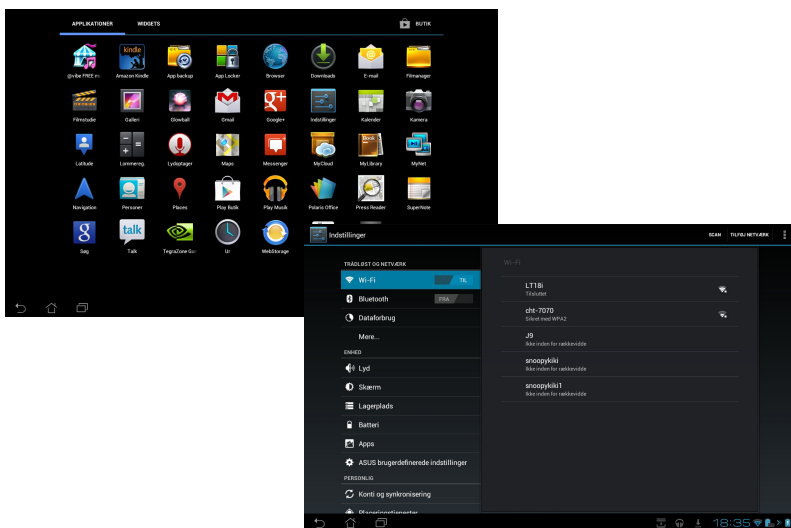 APPLIKATIONER WIDGETS BUTIK
kindle
@vibe FREE m Amazon Kindle App backup App Locker Browser Downloads E-mail Filmanager
Filmstudie Galleri Glowball Gmail Google+ Indstillinger Kalender Kamera
Book
Latitude Lommereg. Lydoptager Maps Messenger MyCloud MyLibrary MyNet
Navigation Personer Places Play Butik Play Musik Polaris Office Press Reader SuperNote
talk
Søg Talk TegraZone Ur WebStorage
Indstillinger SCAN TILFØJ NETVÆRK
TRÅDLØST OG NETVÆRK
Wi-Fi TIL
Bluetooth FRA
Dataforbrug
Mere...
ENHED
Lyd
Skærm
Lagerplads
Batteri
Apps
ASUS brugerdefinerede indstillinger
PERSONLIG
Konti og synkronisering
Placeringstjenester
Wi-Fi
LT18i
Tilsluttet
cht-7070
Sikret med WPA2
J9
Ikke inden for rækkevidde
snoopykiki
Ikke inden for rækkevidde
snoopykiki1
Ikke inden for rækkevidde
18:35